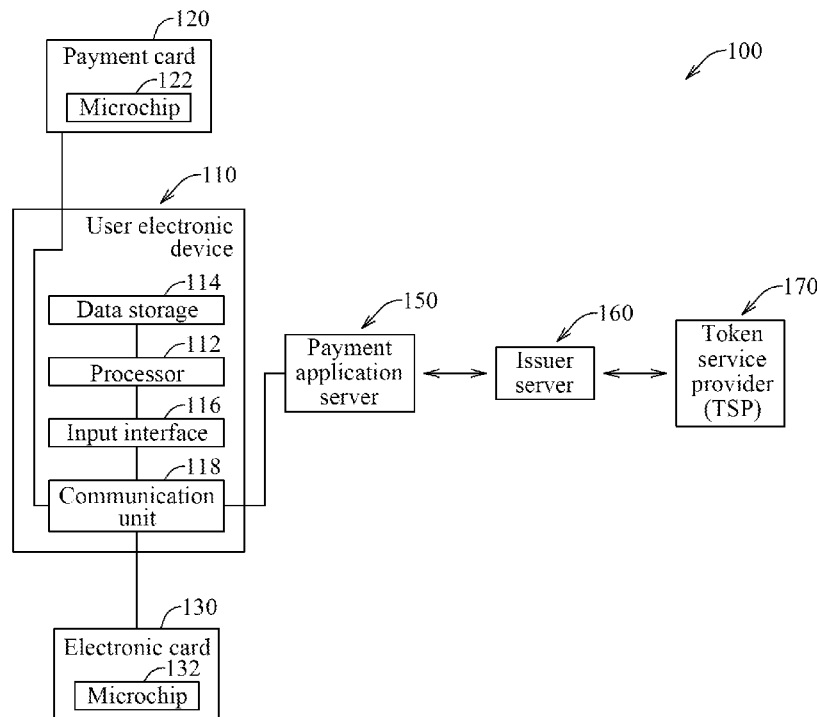 120
Payment card
122
Microchip
100
110
User electronic
device
114
Data storage
112
Processor
116
Input interface
118
Communication
unit
150
Payment
application
server
160
Issuer
server
170
Token
service
provider
(TSP)
130
Electronic card
132
Microchip